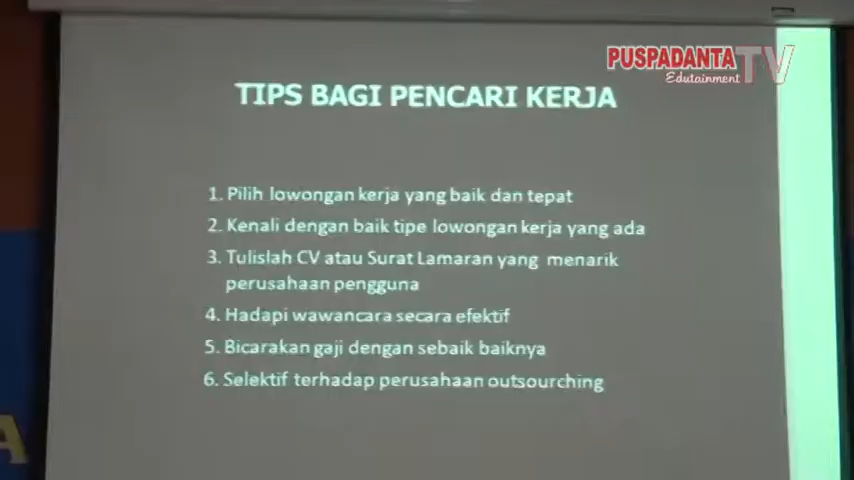 PUSPADANTA TV
Edutainment
TIPS BAGI PENCARI KERJA
1. Pilih lowongan kerja yang baik dan tepat
2. Kenali dengan baik tipe lowongan kerja yang ada
3. Tulislah CV atau Surat Lamaran yang menarik
perusahaan pengguna
4. Hadapi wawancara secara efektif
5. Bicarakan gaji dengan sebaik baiknya
6. Selektif terhadap perusahaan outsourching
A